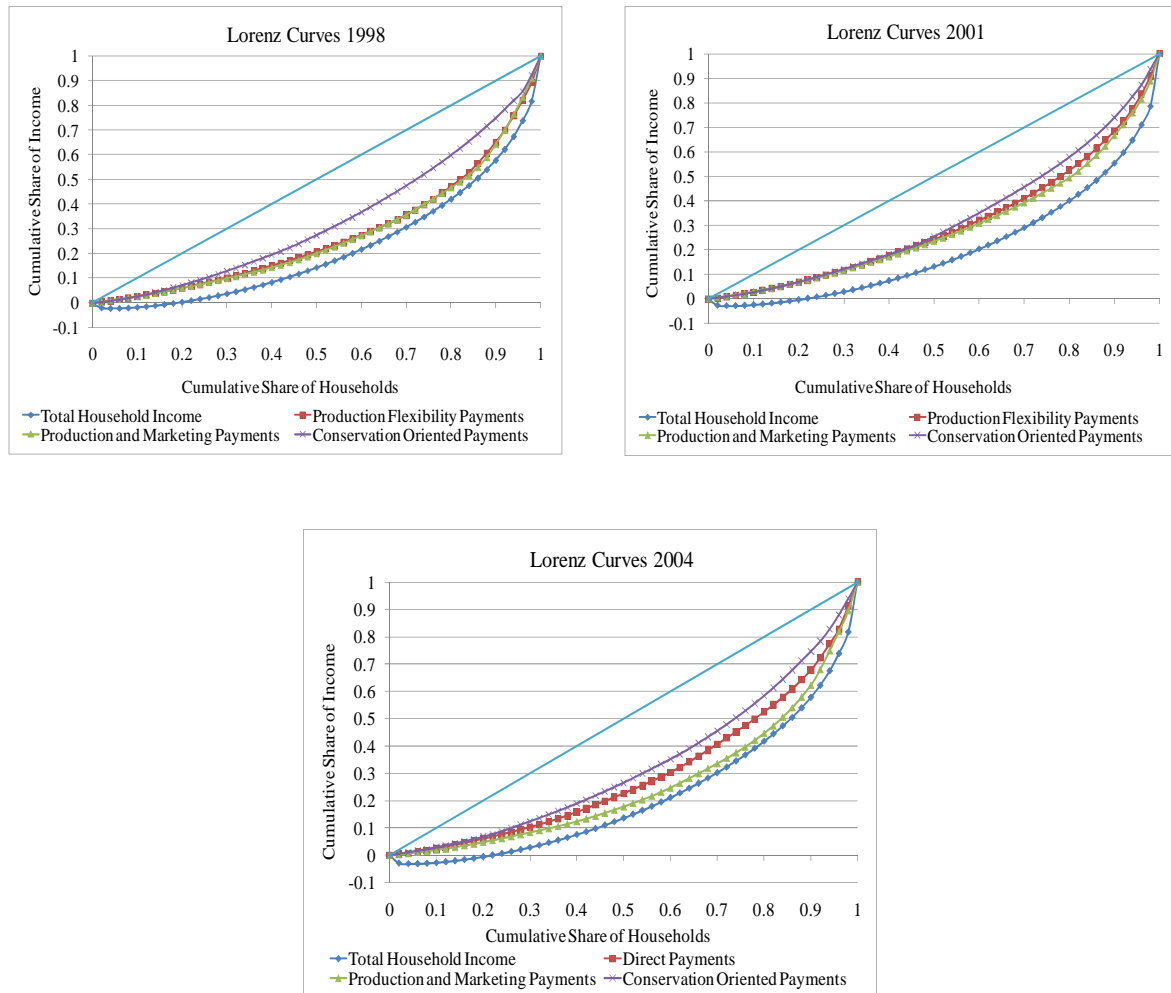 Lorenz Curves 1998
Cumulative Share of Income
1
0.9
0.8
0.7
0.6
0.5
0.4
0.3
0.2
0.1
0
-0.1
0 0.1 0.2 0.3 0.4 0.5 0.6 0.7 0.8 0.9 1
Cumulative Share of Households
Total Household Income Production Flexibility Payments
Production and Marketing Payments Conservation Oriented Payments
Lorenz Curves 2001
Cumulative Share of Income
1
0.9
0.8
0.7
0.6
0.5
0.4
0.3
0.2
0.1
0
-0.1
0 0.1 0.2 0.3 0.4 0.5 0.6 0.7 0.8 0.9 1
Cumulative Share of Households
Total Household Income Production Flexibility Payments
Production and Marketing Payments Conservation Oriented Payments
Lorenz Curves 2004
Cumulative Share of Income
1
0.9
0.8
0.7
0.6
0.5
0.4
0.3
0.2
0.1
0
-0.1
0 0.1 0.2 0.3 0.4 0.5 0.6 0.7 0.8 0.9 1
Cumulative Share of Households
Total Household Income Direct Payments
Production and Marketing Payments Conservation Oriented Payments